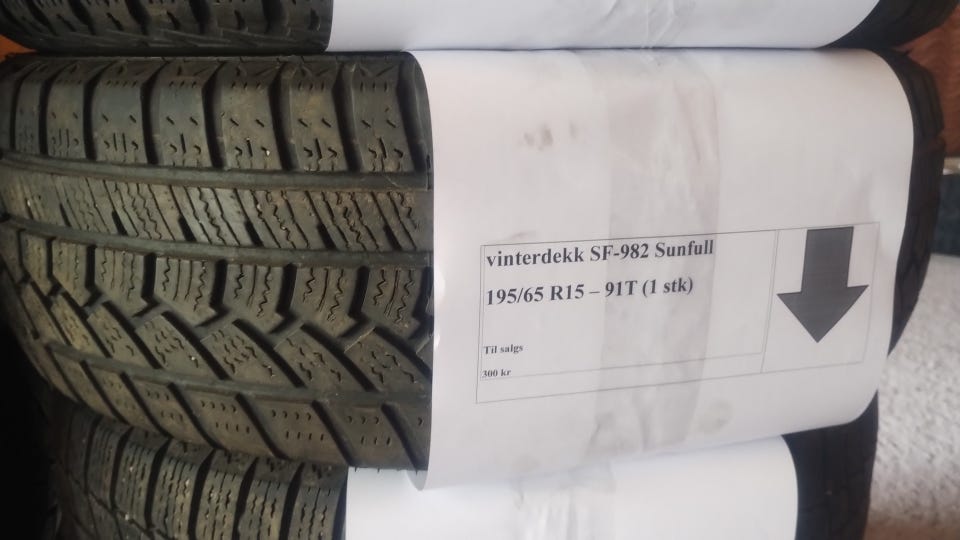 vinterdekk SF-982 Sunfull
195/65 R15 – 91T (1 stk)
Til salgs
300 kr